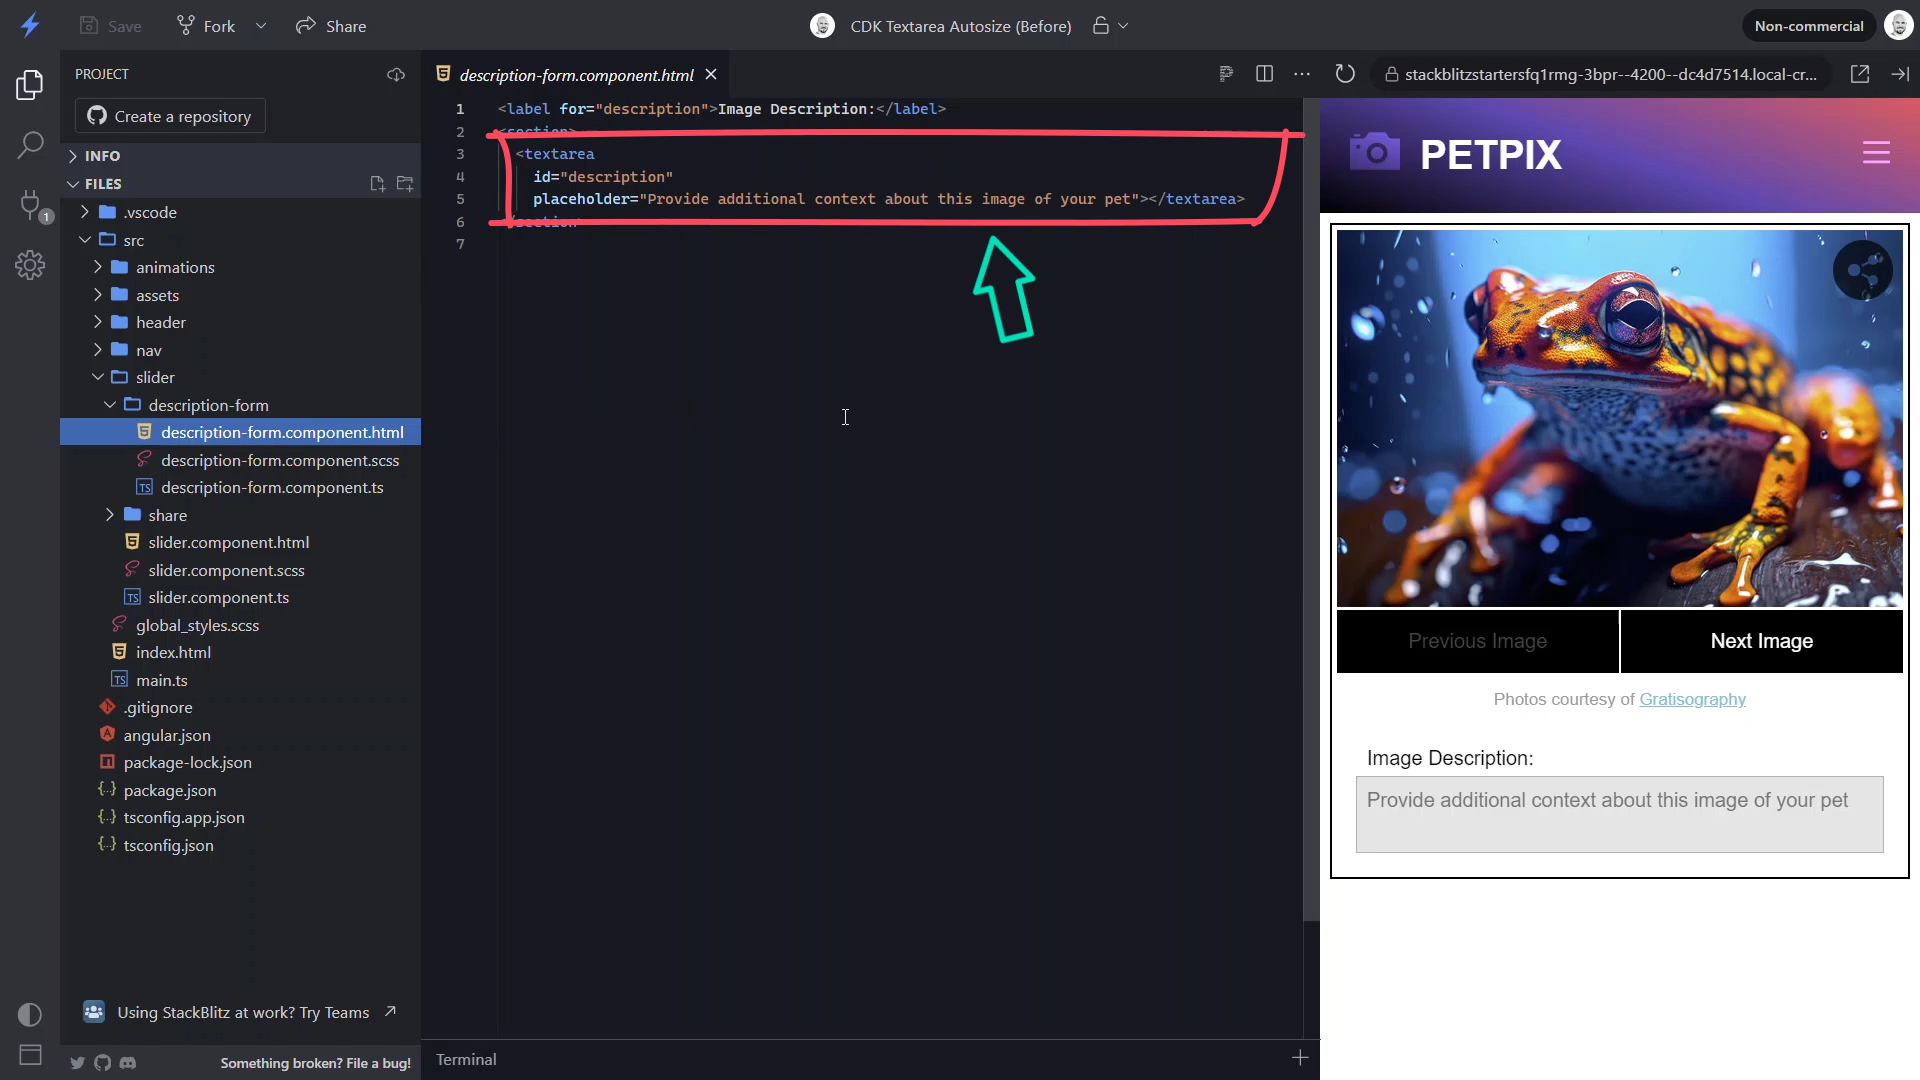 Save
Fork
Share
CDK Textarea Autosize (Before)
Non-commercial
PROJECT
description-form.component.html
stackblitzstartersfq1rmg-3bpr--4200--dc4d7514.local-cr...
Create a repository
INFO
FILES
1
.vscode
src
animations
assets
header
nav
slider
description-form
description-form.component.html
description-form.component.scss
description-form.component.ts
share
slider.component.html
slider.component.scss
slider.component.ts
global_styles.scss
index.html
main.ts
.gitignore
angular.json
package-lock.json
package.json
tsconfig.app.json
tsconfig.json
Using StackBlitz at work? Try Teams
Something broken? File a bug!
1 <label for="description">Image Description:</label>
2 <section>
3 <textarea
4 id="description"
5 placeholder="Provide additional context about this image of your pet"></textarea>
6 </section>
7
Terminal
PETPIX
Previous Image
Next Image
Photos courtesy of Gratisography
Image Description:
Provide additional context about this image of your pet